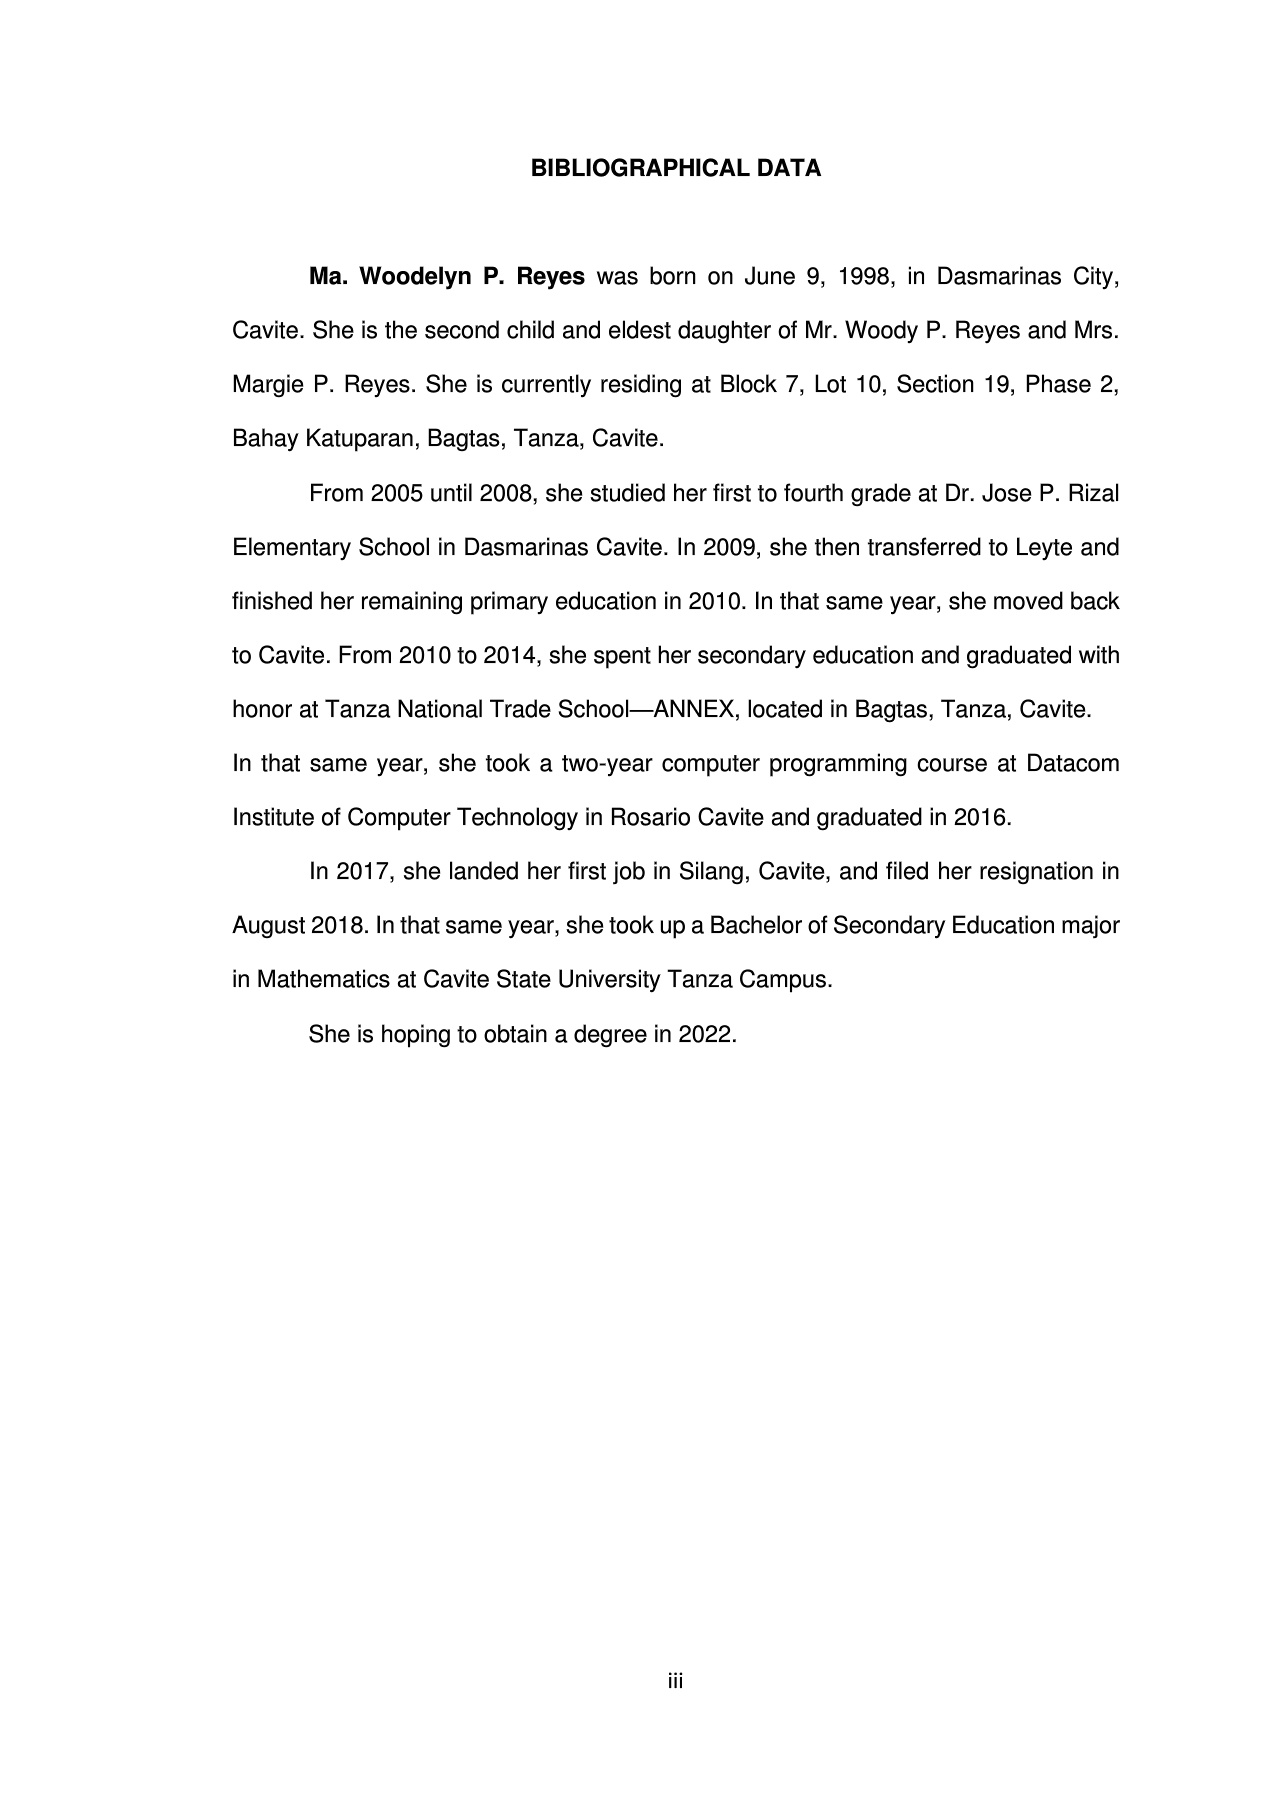 BIBLIOGRAPHICAL DATA
Ma. Woodelyn P. Reyes was born on June 9, 1998, in Dasmarinas City,
Cavite. She is the second child and eldest daughter of Mr. Woody P. Reyes and Mrs.
Margie P. Reyes. She is currently residing at Block 7, Lot 10, Section 19, Phase 2,
Bahay Katuparan, Bagtas, Tanza, Cavite.
From 2005 until 2008, she studied her first to fourth grade at Dr. Jose P. Rizal
Elementary School in Dasmarinas Cavite. In 2009, she then transferred to Leyte and
finished her remaining primary education in 2010. In that same year, she moved back
to Cavite. From 2010 to 2014, she spent her secondary education and graduated with
honor at Tanza National Trade School—ANNEX, located in Bagtas, Tanza, Cavite.
In that same year, she took a two-year computer programming course at Datacom
Institute of Computer Technology in Rosario Cavite and graduated in 2016.
In 2017, she landed her first job in Silang, Cavite, and filed her resignation in
August 2018. In that same year, she took up a Bachelor of Secondary Education major
in Mathematics at Cavite State University Tanza Campus.
She is hoping to obtain a degree in 2022.
iii